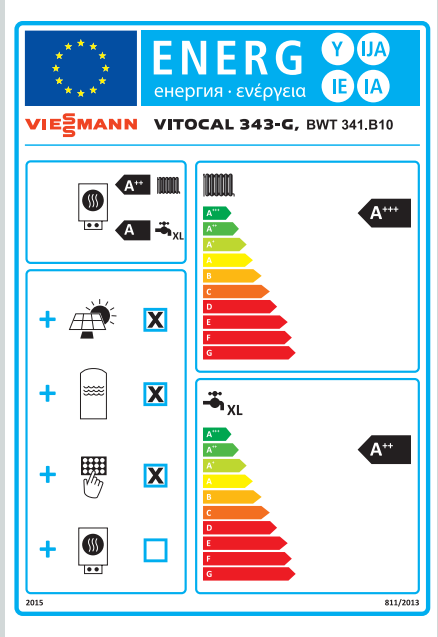 ENERG Y IJA
енергия · ενέργεια IE IA
VIESSMANN VITOCAL 343-G, BWT 341.B10
A++
A XL
X
X
X
A+++
A+++
A++
A+
A
B
C
D
E
F
G
XL
A++
A+++
A++
A+
A
B
C
D
E
F
G
2015 811/2013